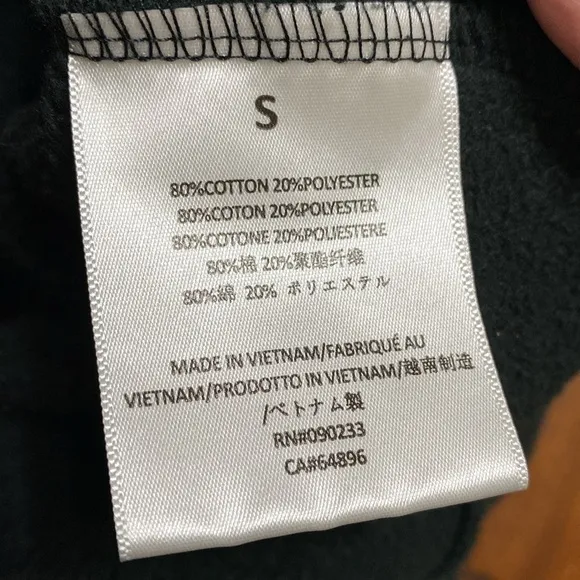 S
80%COTTON 20%POLYESTER
80%COTON 20%POLYESTER
80%COTONE 20%POLIESTERE
80%棉 20%聚酯纤维
80%綿 20% ポリエステル
MADE IN VIETNAM/FABRIQUÉ AU
VIETNAM/PRODOTTO IN VIETNAM/越南制造
/ベトナム製
RN#090233
CA#64896